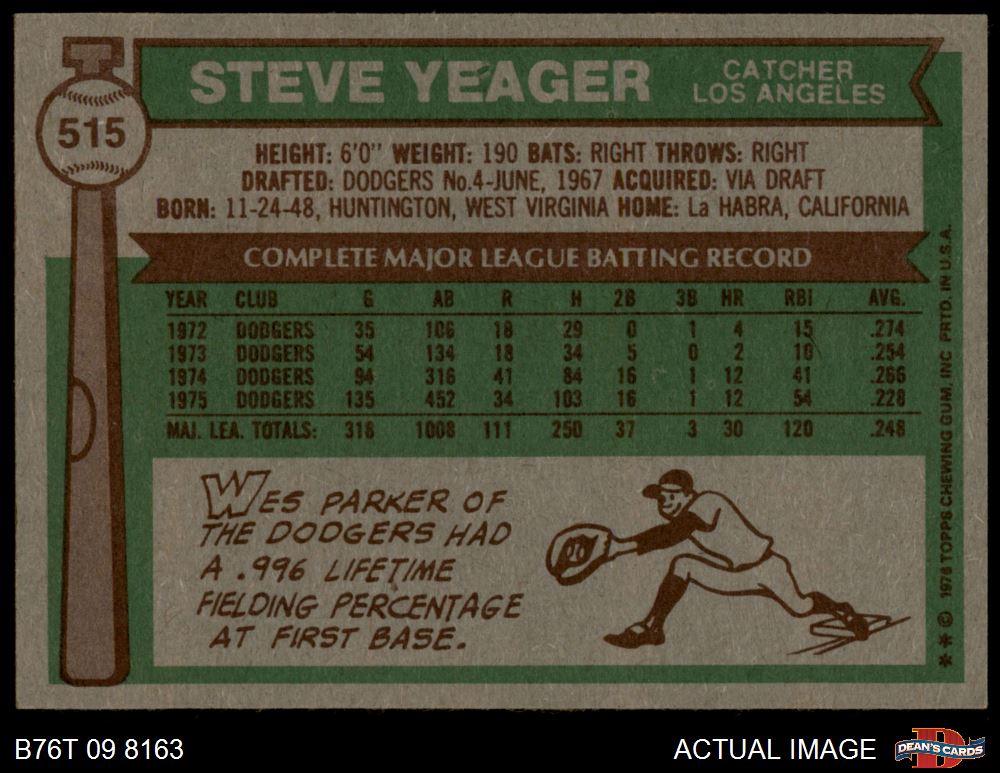 515
STEVE YEAGER
CATCHER
LOS ANGELES
HEIGHT: 6'0" WEIGHT: 190 BATS: RIGHT THROWS: RIGHT
DRAFTED: DODGERS No.4-JUNE, 1967 ACQUIRED: VIA DRAFT
BORN: 11-24-48, HUNTINGTON, WEST VIRGINIA HOME: La HABRA, CALIFORNIA
COMPLETE MAJOR LEAGUE BATTING RECORD
YEAR CLUB G AB R H 2B 3B HR RBI AVG.
1972 DODGERS 35 106 18 29 0 1 4 15 .274
1973 DODGERS 54 134 18 34 5 0 2 10 .254
1974 DODGERS 94 316 41 84 16 1 12 41 .266
1975 DODGERS 135 452 34 103 16 1 12 54 .228
MAJ. LEA. TOTALS: 318 1008 111 250 37 3 30 120 .248
WES PARKER OF
THE DODGERS HAD
A .996 LIFETIME
FIELDING PERCENTAGE
AT FIRST BASE.
** © 1976 TOPPS CHEWING GUM, INC PRTD. IN U.S.A.
B76T 09 8163
ACTUAL IMAGE
D
DEAN'S CARDS